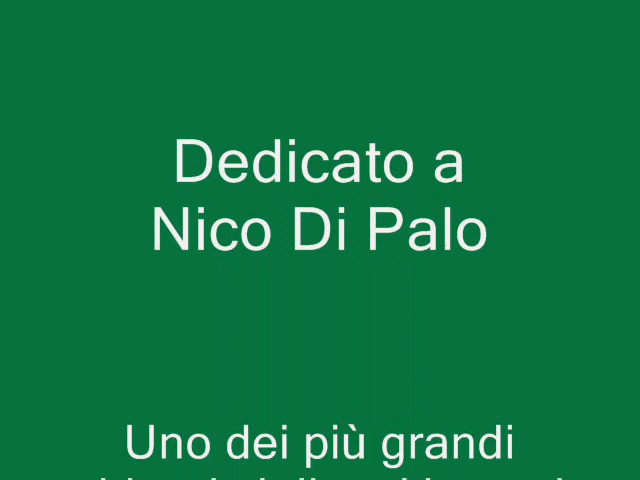 Dedicato a
Nico Di Palo
Uno dei più grandi